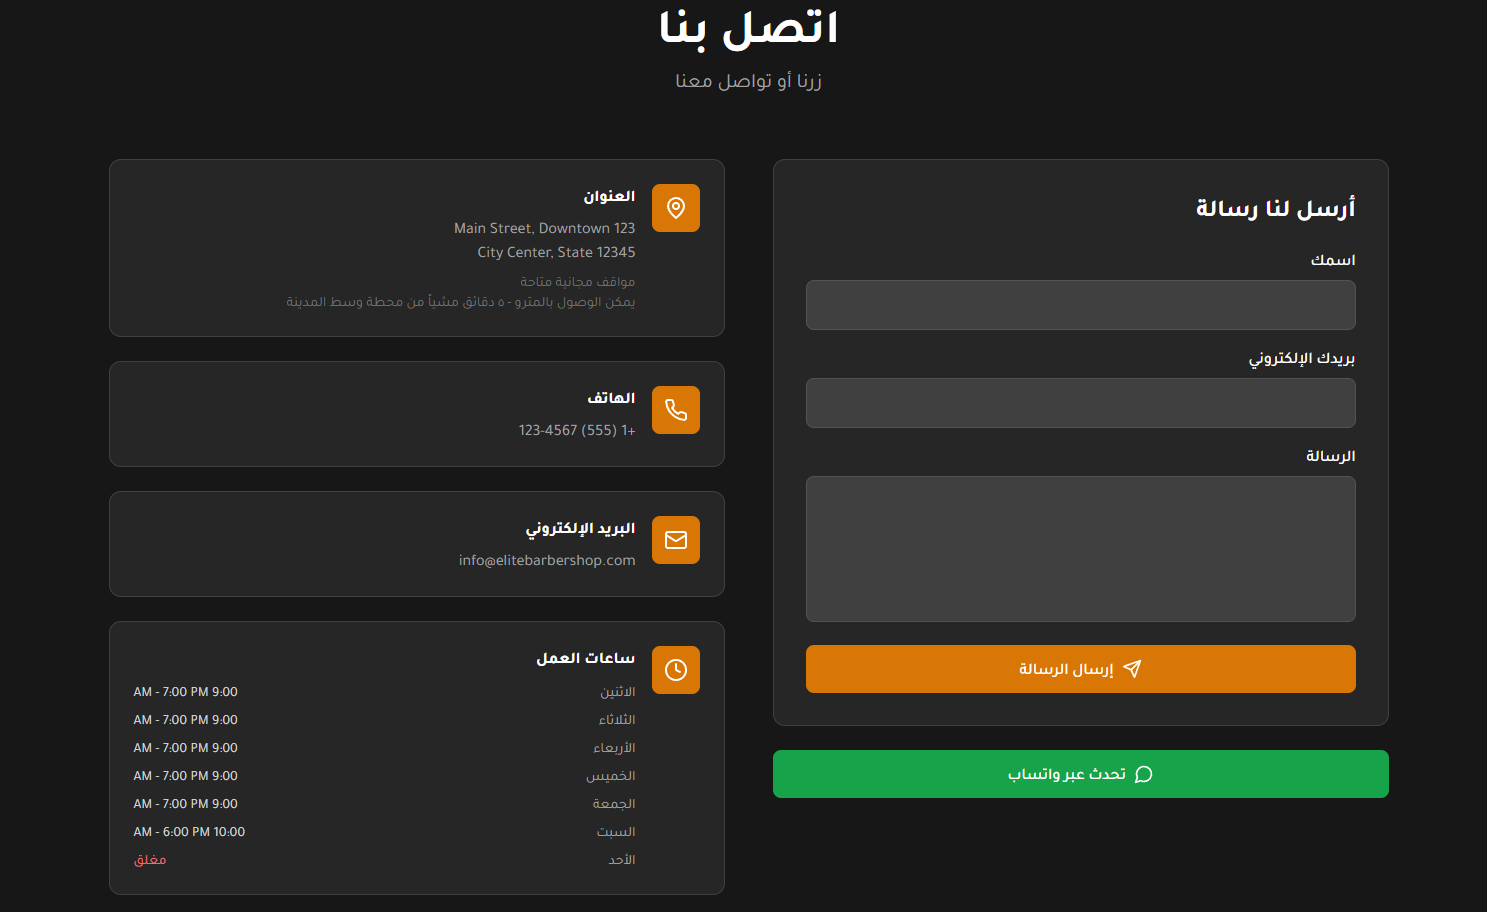 اتصل بنا
زرنا أو تواصل معنا
أرسل لنا رسالة
اسمك
بريدك الإلكتروني
الرسالة
إرسال الرسالة
تحدث عبر واتساب
العنوان
Main Street, Downtown 123
City Center, State 12345
مواقف مجانية متاحة
يمكن الوصول بالمترو - ٥ دقائق مشياً من محطة وسط المدينة
الهاتف
123-4567 (555) 1+
البريد الإلكتروني
info@elitebarbershop.com
ساعات العمل
الاثنين AM - 7:00 PM 9:00
الثلاثاء AM - 7:00 PM 9:00
الأربعاء AM - 7:00 PM 9:00
الخميس AM - 7:00 PM 9:00
الجمعة AM - 7:00 PM 9:00
السبت AM - 6:00 PM 10:00
الأحد مغلق